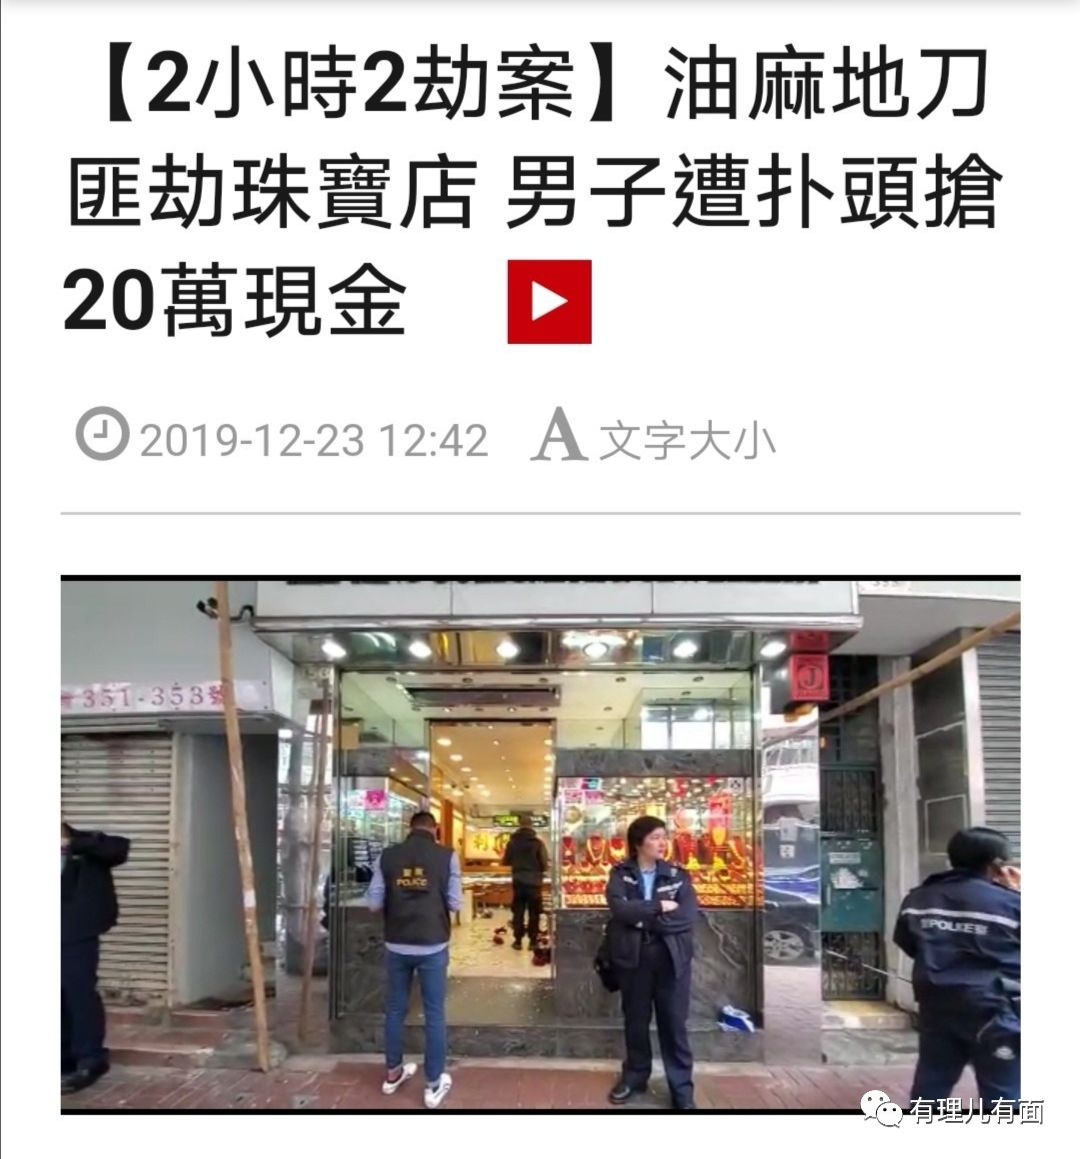 【2小時2劫案】油麻地刀
匪劫珠寶店 男子遭扑頭搶
20萬現金
2019-12-23 12:42 A 文字大小
351-353號
J
POLICE
POLICE
有理儿有面